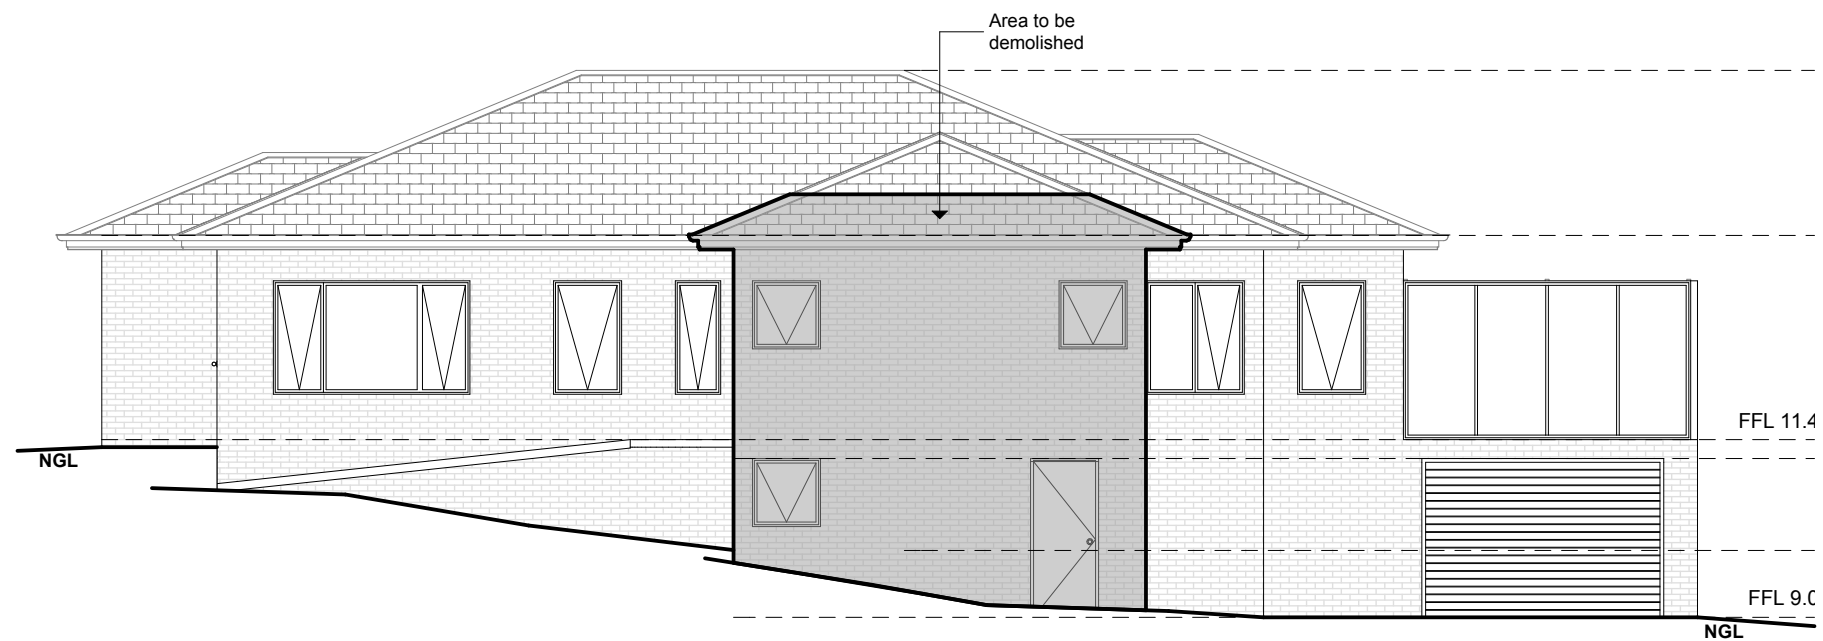 Area to be
demolished
FFL 11.4
NGL
FFL 9.0
NGL